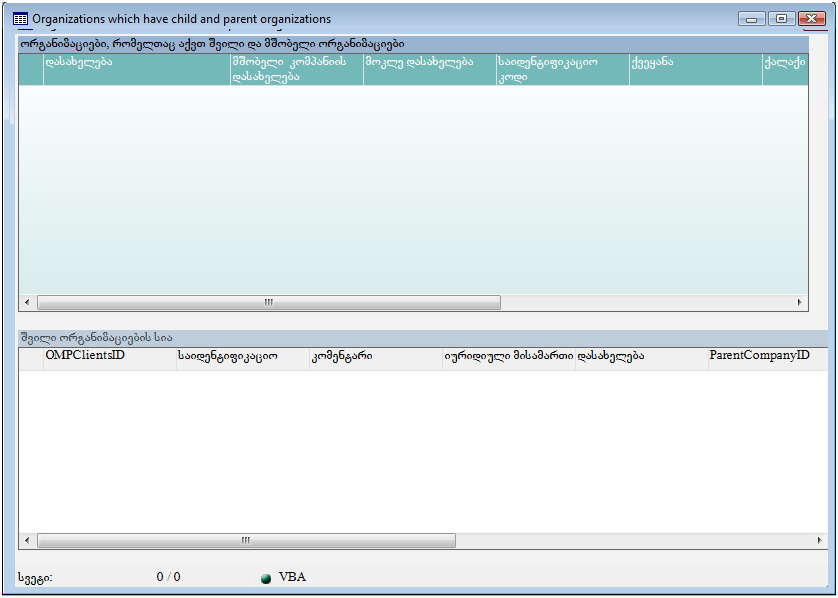 Organizations which have child and parent organizations
ორგანიზაციები, რომელთაც აქვთ შვილი და მშობელი ორგანიზაციები
დასახელება მშობელი კომპანიის დასახელება მოკლე დასახელება საიდენტიფიკაციო კოდი ქვეყანა ქალაქი
შვილი ორგანიზაციების სია
OMPClientsID საიდენტიფიკაციო კომენტარი იურიდიული მისამართი დასახელება ParentCompanyID
სვეტი: 0 / 0 VBA